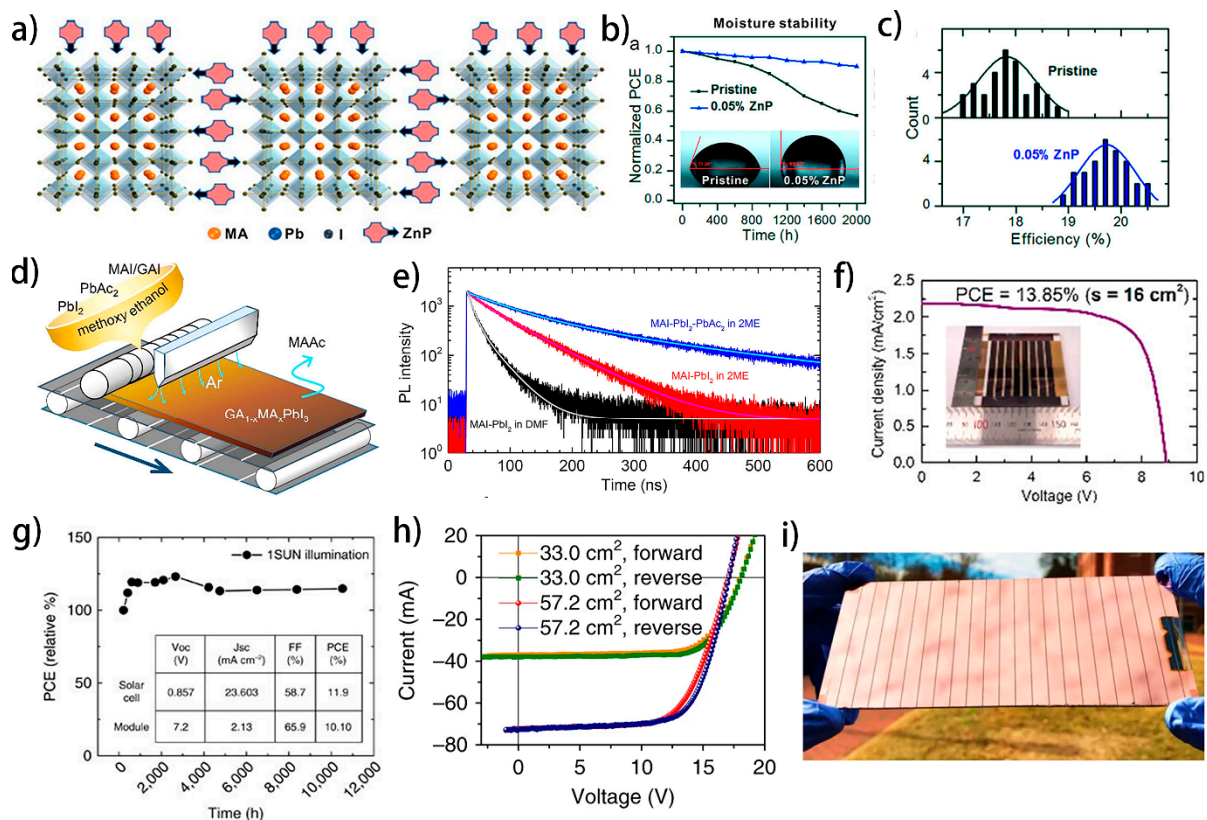 a)
MA
Pb
I
ZnP
b)
Moisture stability
a
Normalized PCE
1.0
0.9
0.8
0.7
0.6
0.4
0.2
0.0
Pristine
0.05% ZnP
Pristine
0.05% ZnP
0
400
800
1200
1600
2000
Time (h)
c)
Count
4
0
4
0
Pristine
0.05% ZnP
17
18
19
20
Efficiency (%)
d)
MAI/GAI
PbAc2
PbI2
methoxy ethanol
MAAc
Ar
GA1-xMAxPbI3
e)
PL intensity
10³
10²
10¹
10⁰
MAI-PbI2-PbAc2 in 2ME
MAI-PbI2 in 2ME
MAI-PbI2 in DMF
0
100
200
300
400
500
600
Time (ns)
f)
Current density (mA/cm²)
2.5
2.0
1.5
1.0
0.5
0.0
PCE = 13.85% (s = 16 cm²)
100
150
0
2
4
6
8
10
Voltage (V)
g)
PCE (relative %)
150
100
50
0
1SUN illumination
Voc (V) Jsc (mA cm⁻²) FF (%) PCE (%)
Solar cell 0.857 23.603 58.7 11.9
Module 7.2 2.13 65.9 10.10
0
2,000
4,000
6,000
8,000
10,000
12,000
Time (h)
h)
Current (mA)
20
0
−20
−40
−60
−80
33.0 cm², forward
33.0 cm², reverse
57.2 cm², forward
57.2 cm², reverse
0
5
10
15
20
Voltage (V)
i)